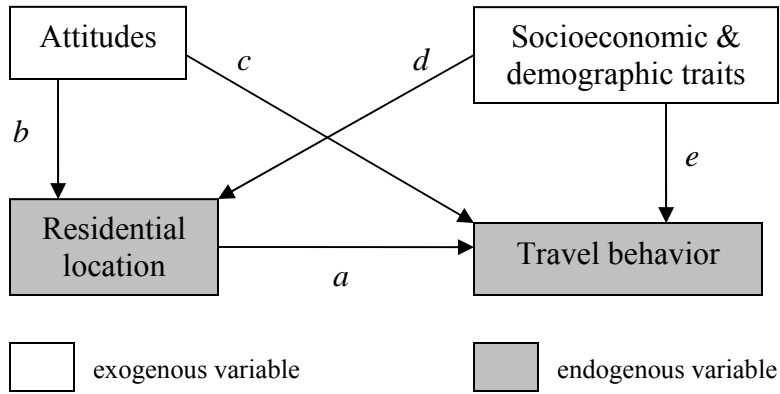 Attitudes
Socioeconomic &
demographic traits
c
d
b
e
Residential
location
Travel behavior
a
exogenous variable
endogenous variable